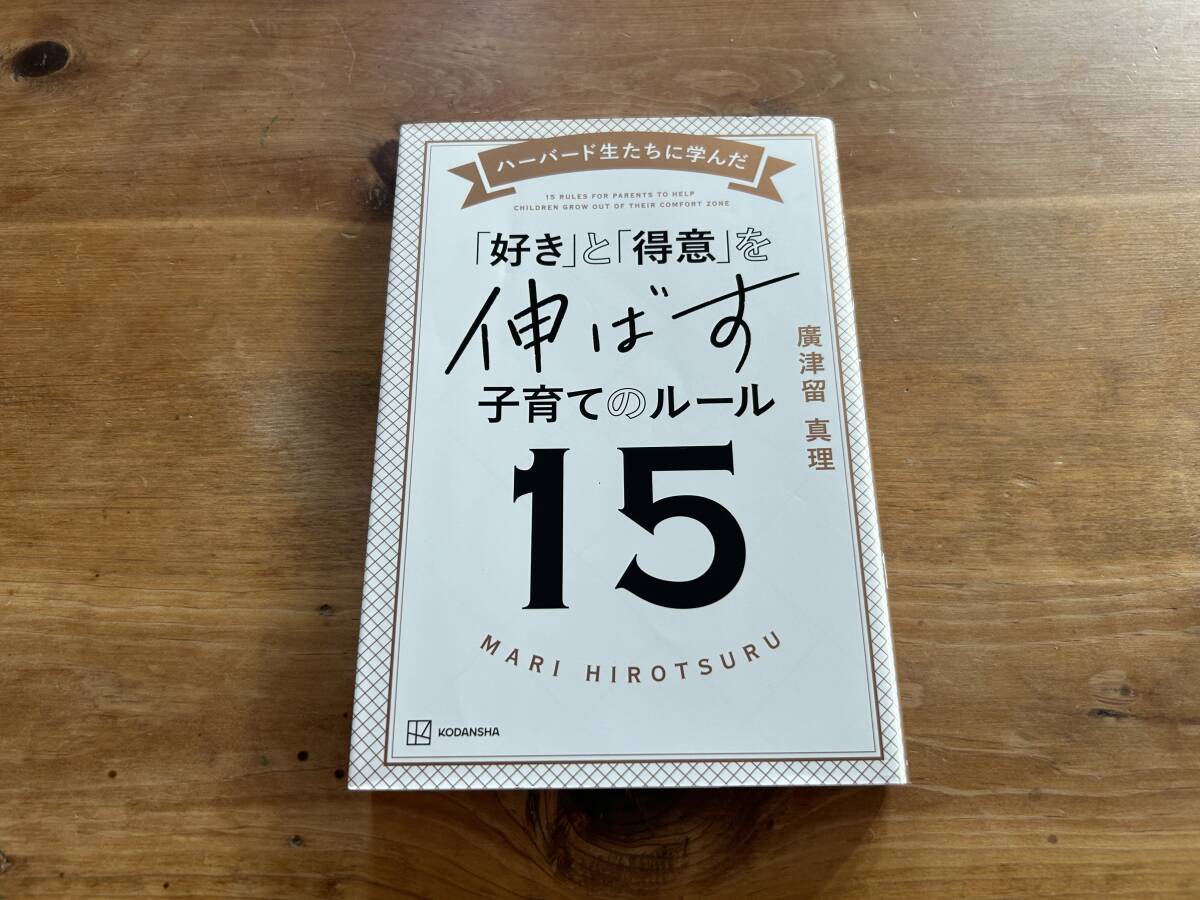 ハーバード生たちに学んだ
15 RULES FOR PARENTS TO HELP
CHILDREN GROW OUT OF THEIR COMFORT ZONE
「好き」と「得意」を
伸ばす
子育てのルール
15
廣津留 真理
MARI HIROTSURU
KODANSHA